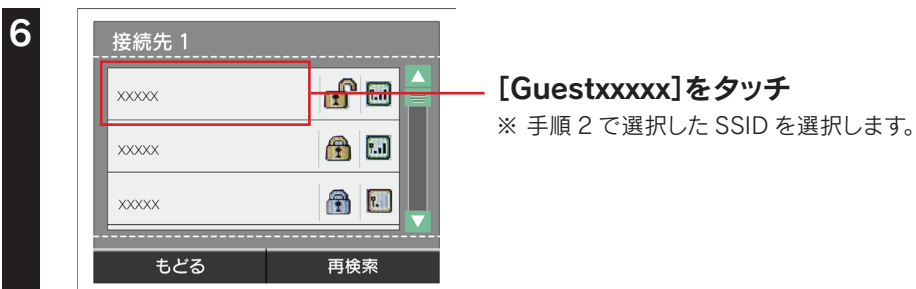 6
接続先 1
xxxxx
xxxxx
xxxxx
もどる
再検索
[Guestxxxxx]をタッチ
※ 手順 2 で選択した SSID を選択します。